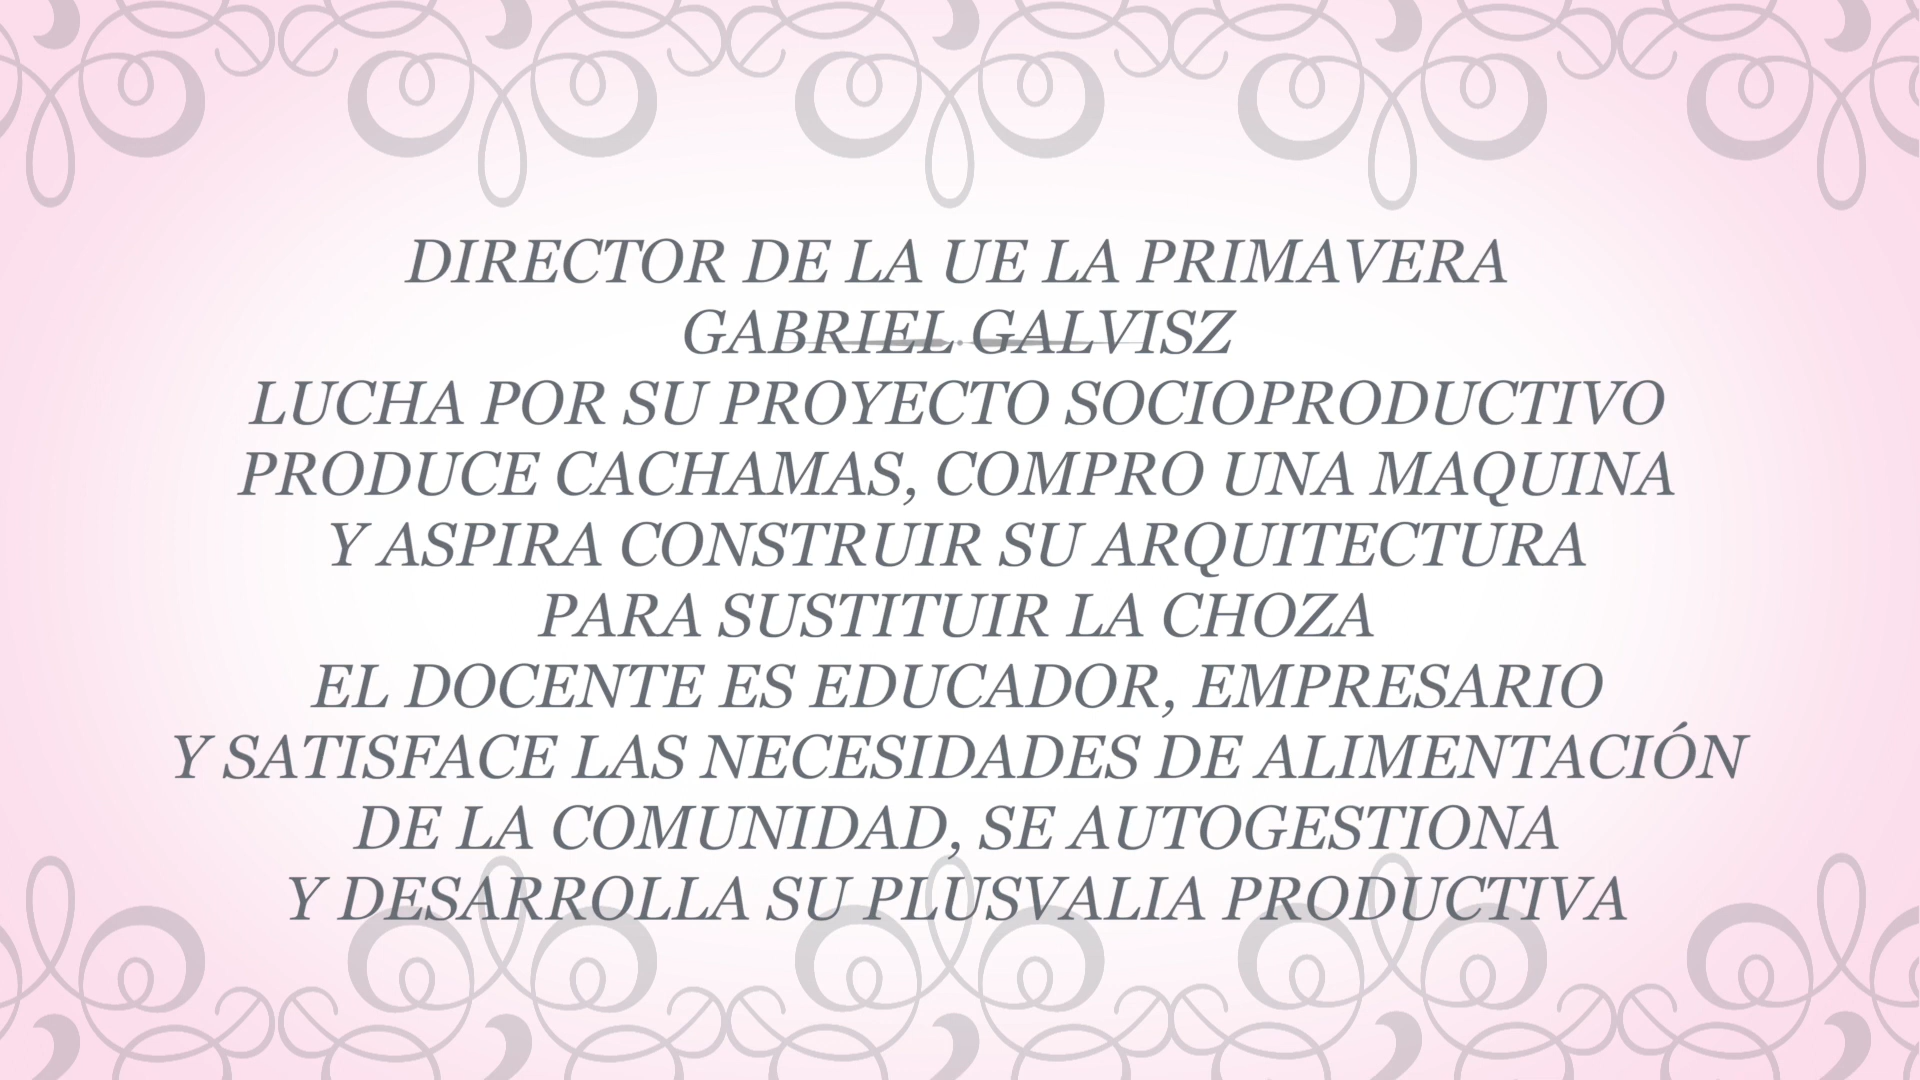 DIRECTOR DE LA UE LA PRIMAVERA
GABRIEL GALVISZ
LUCHA POR SU PROYECTO SOCIOPRODUCTIVO
PRODUCE CACHAMAS, COMPRO UNA MAQUINA
Y ASPIRA CONSTRUIR SU ARQUITECTURA
PARA SUSTITUIR LA CHOZA
EL DOCENTE ES EDUCADOR, EMPRESARIO
Y SATISFACE LAS NECESIDADES DE ALIMENTACIÓN
DE LA COMUNIDAD, SE AUTOGESTIONA
Y DESARROLLA SU PLUSVALIA PRODUCTIVA